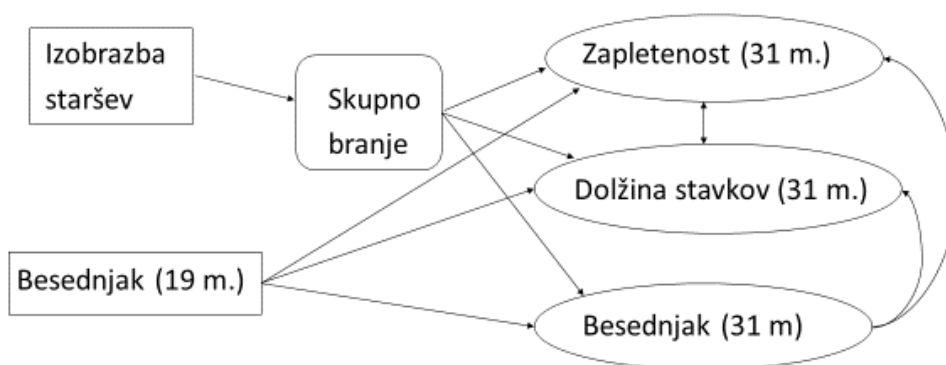 Izobrazba
staršev
Skupno
branje
Zapletenost (31 m.)
Dolžina stavkov (31 m.)
Besednjak (19 m.)
Besednjak (31 m)